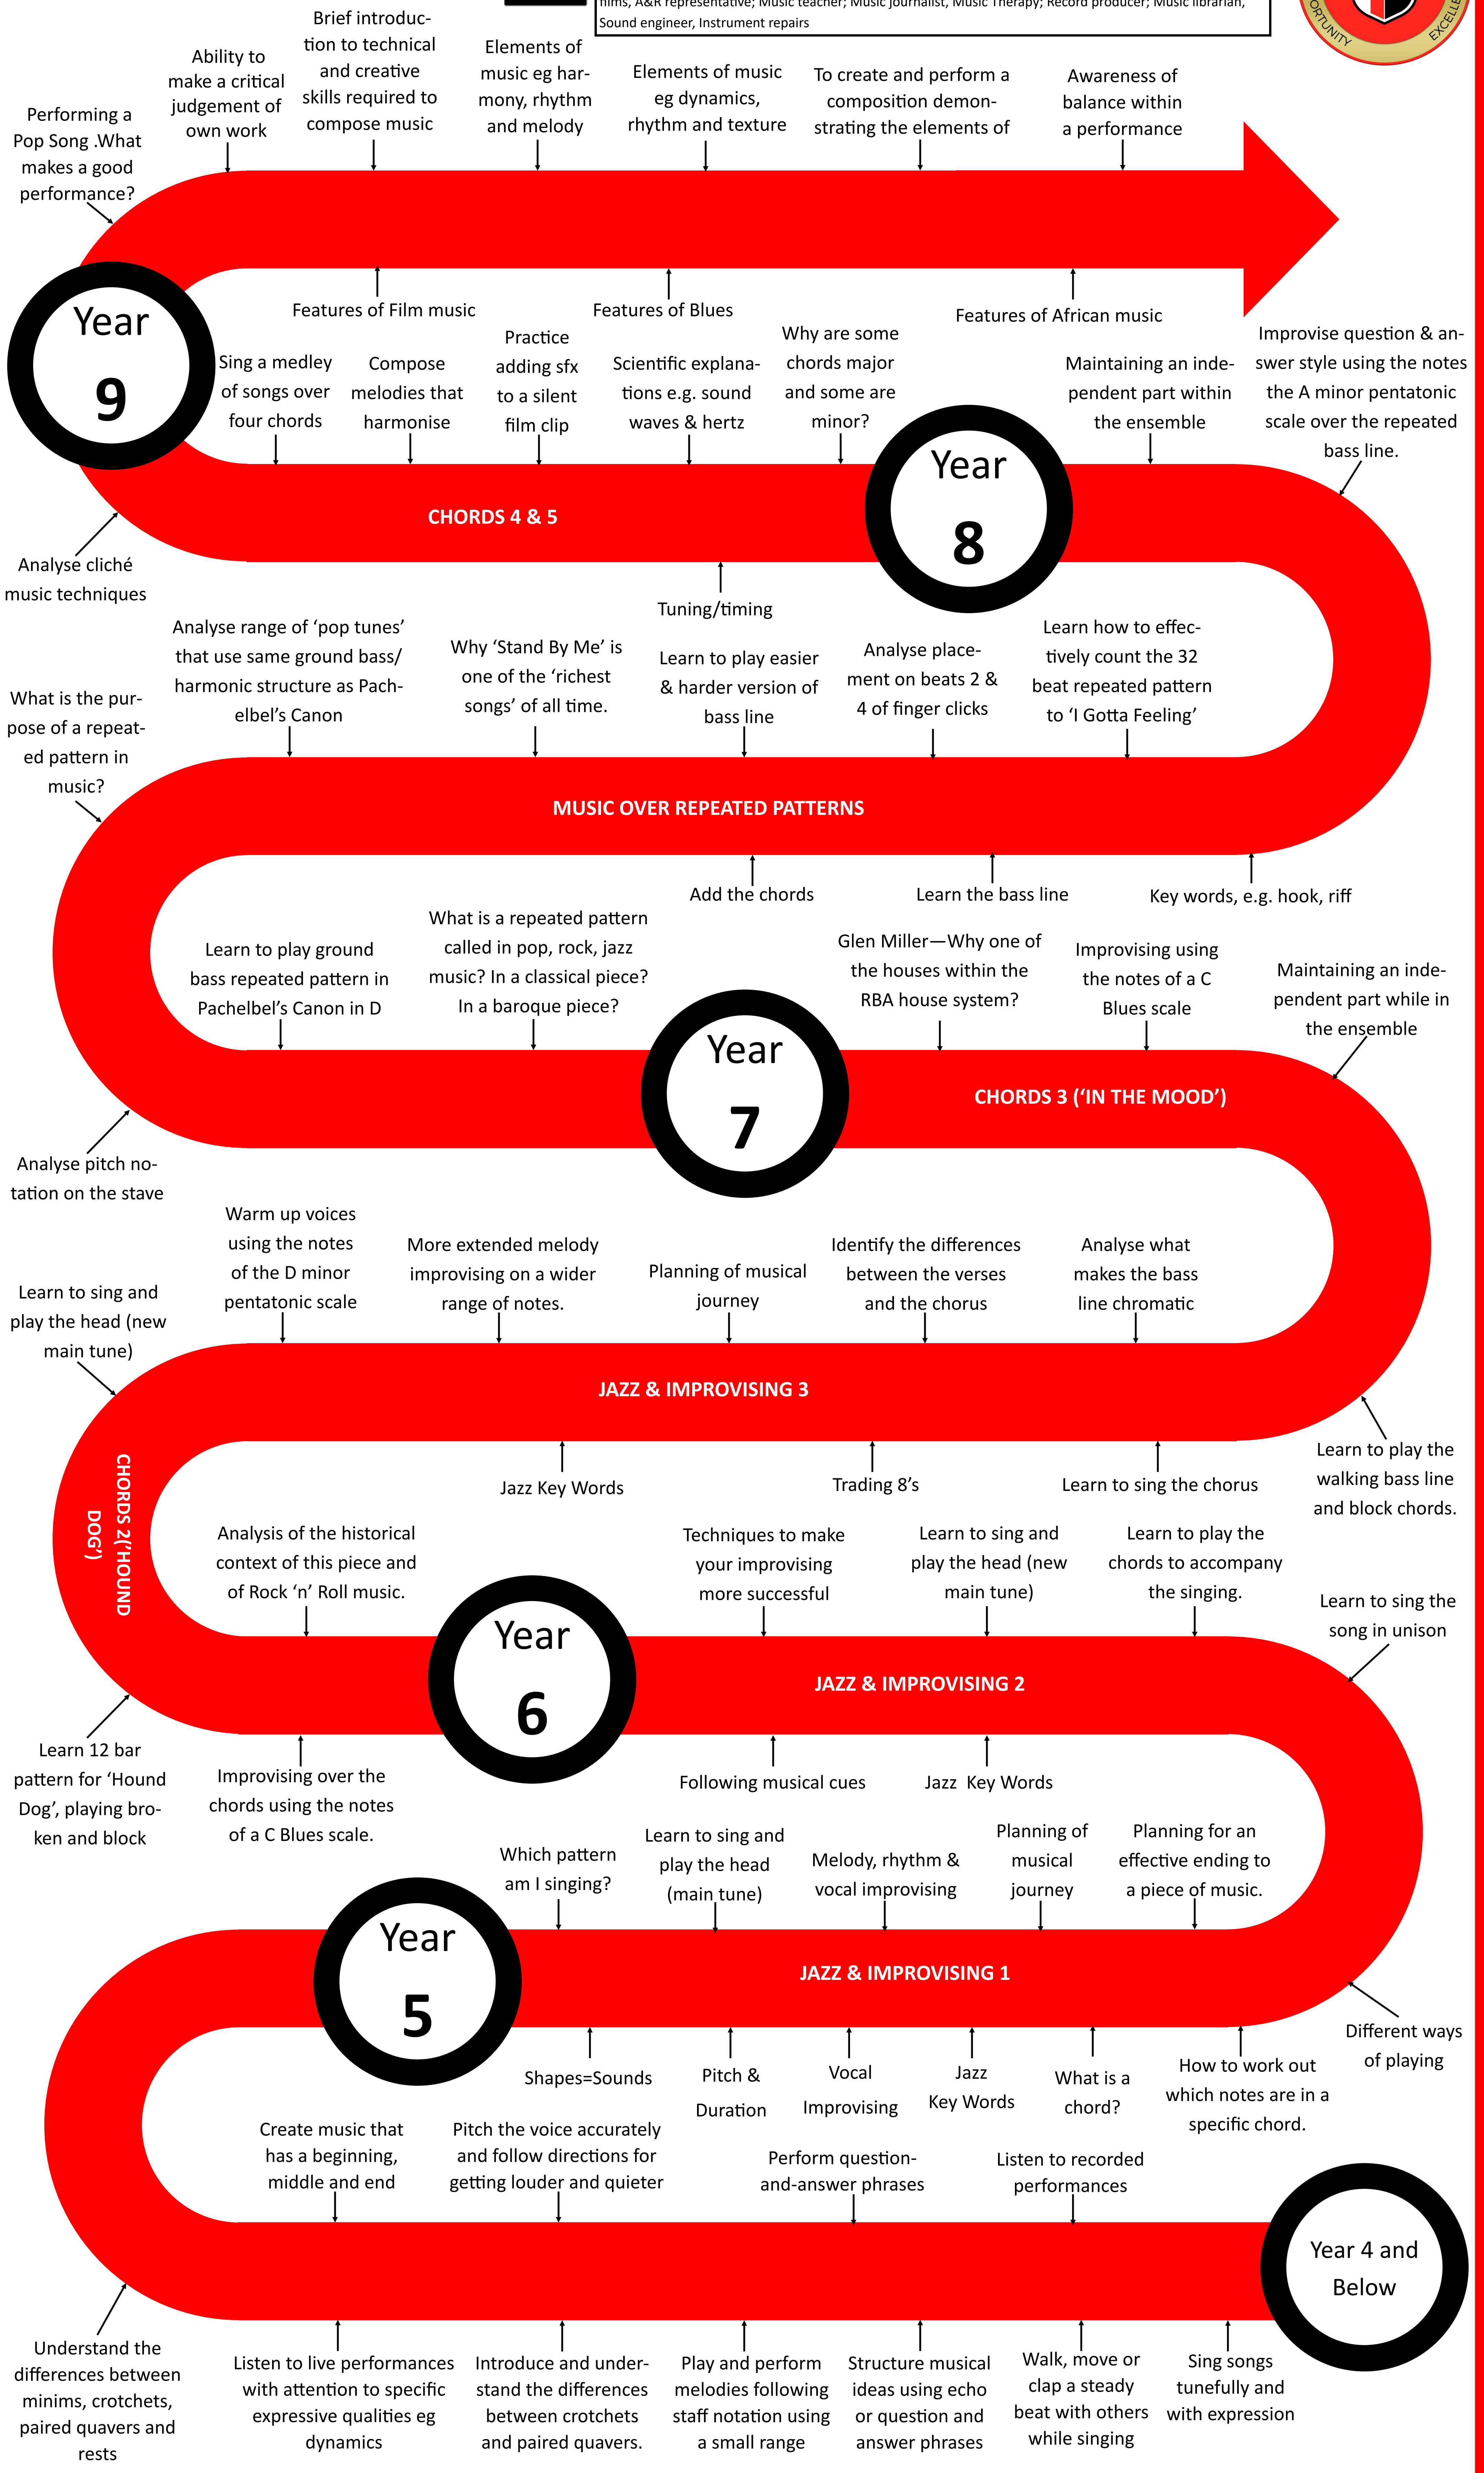 films, A&R representative; Music teacher; Music journalist, Music Therapy; Record producer; Music librarian,
Sound engineer, Instrument repairs
EXCELLE
Performing a
Pop Song .What
makes a good
performance?
Ability to
make a critical
judgement of
own work
Brief introduc-
tion to technical
and creative
skills required to
compose music
Elements of
music eg har-
mony, rhythm
and melody
Elements of music
eg dynamics,
rhythm and texture
To create and perform a
composition demon-
strating the elements of
Awareness of
balance within
a performance
Year
9
Features of Film music
Features of Blues
Features of African music
Sing a medley
of songs over
four chords
Compose
melodies that
harmonise
Practice
adding sfx
to a silent
film clip
Scientific explana-
tions e.g. sound
waves & hertz
Why are some
chords major
and some are
minor?
Maintaining an inde-
pendent part within
the ensemble
Improvise question & an-
swer style using the notes
the A minor pentatonic
scale over the repeated
bass line.
CHORDS 4 & 5
Year
8
Analyse cliché
music techniques
Tuning/timing
What is the pur-
pose of a repeat-
ed pattern in
music?
Analyse range of ‘pop tunes’
that use same ground bass/
harmonic structure as Pach-
elbel’s Canon
Why ‘Stand By Me’ is
one of the ‘richest
songs’ of all time.
Learn to play easier
& harder version of
bass line
Analyse place-
ment on beats 2 &
4 of finger clicks
Learn how to effec-
tively count the 32
beat repeated pattern
to ‘I Gotta Feeling’
MUSIC OVER REPEATED PATTERNS
Add the chords
Learn the bass line
Key words, e.g. hook, riff
Learn to play ground
bass repeated pattern in
Pachelbel’s Canon in D
What is a repeated pattern
called in pop, rock, jazz
music? In a classical piece?
In a baroque piece?
Glen Miller—Why one of
the houses within the
RBA house system?
Improvising using
the notes of a C
Blues scale
Maintaining an inde-
pendent part while in
the ensemble
Year
7
CHORDS 3 (‘IN THE MOOD’)
Analyse pitch no-
tation on the stave
Learn to sing and
play the head (new
main tune)
Warm up voices
using the notes
of the D minor
pentatonic scale
More extended melody
improvising on a wider
range of notes.
Planning of musical
journey
Identify the differences
between the verses
and the chorus
Analyse what
makes the bass
line chromatic
JAZZ & IMPROVISING 3
Jazz Key Words
Trading 8’s
Learn to sing the chorus
Learn to play the
walking bass line
and block chords.
CHORDS 2(‘HOUND
DOG’)
Analysis of the historical
context of this piece and
of Rock ‘n’ Roll music.
Techniques to make
your improvising
more successful
Learn to sing and
play the head (new
main tune)
Learn to play the
chords to accompany
the singing.
Learn to sing the
song in unison
Year
6
JAZZ & IMPROVISING 2
Learn 12 bar
pattern for ‘Hound
Dog’, playing bro-
ken and block
Improvising over the
chords using the notes
of a C Blues scale.
Following musical cues
Jazz  Key Words
Which pattern
am I singing?
Learn to sing and
play the head
(main tune)
Melody, rhythm &
vocal improvising
Planning of
musical
journey
Planning for an
effective ending to
a piece of music.
Year
5
JAZZ & IMPROVISING 1
Shapes=Sounds
Pitch &
Duration
Vocal
Improvising
Jazz
Key Words
What is a
chord?
How to work out
which notes are in a
specific chord.
Different ways
of playing
Create music that
has a beginning,
middle and end
Pitch the voice accurately
and follow directions for
getting louder and quieter
Perform question-
and-answer phrases
Listen to recorded
performances
Year 4 and
Below
Understand the
differences between
minims, crotchets,
paired quavers and
rests
Listen to live performances
with attention to specific
expressive qualities eg
dynamics
Introduce and under-
stand the differences
between crotchets
and paired quavers.
Play and perform
melodies following
staff notation using
a small range
Structure musical
ideas using echo
or question and
answer phrases
Walk, move or
clap a steady
beat with others
while singing
Sing songs
tunefully and
with expression